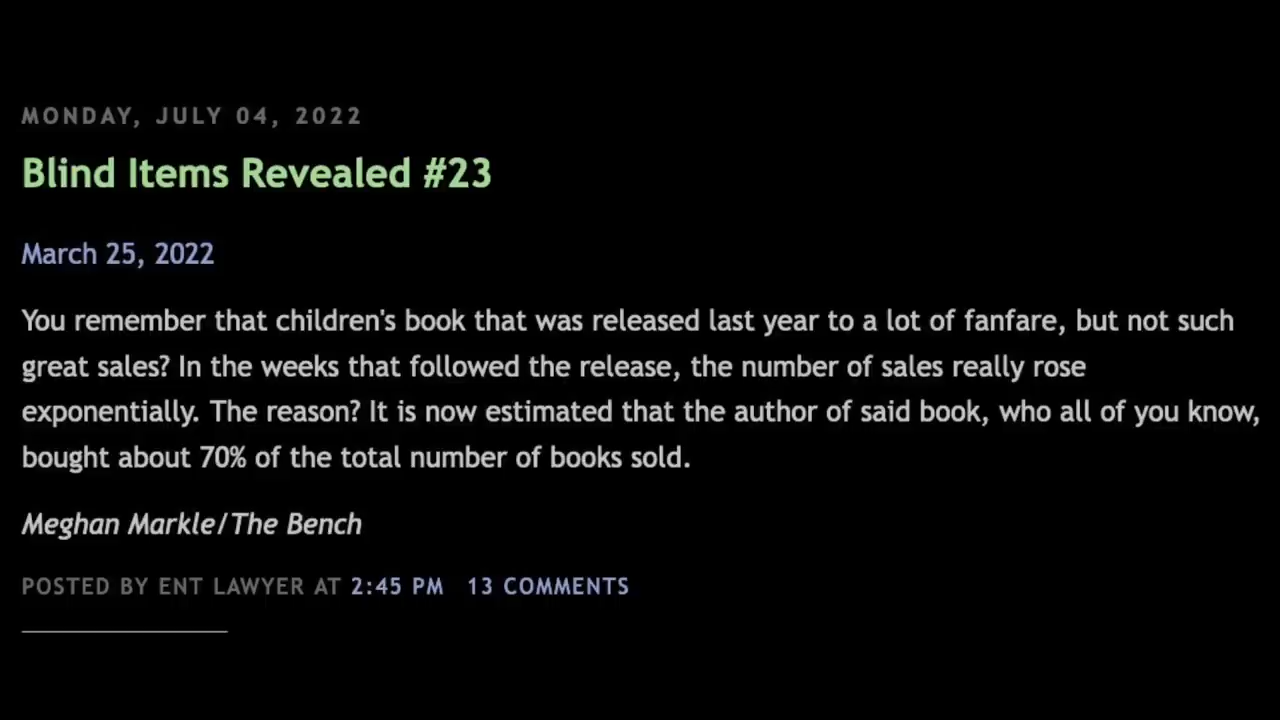 MONDAY, JULY 04, 2022
Blind Items Revealed #23
March 25, 2022
You remember that children's book that was released last year to a lot of fanfare, but not such
great sales? In the weeks that followed the release, the number of sales really rose
exponentially. The reason? It is now estimated that the author of said book, who all of you know,
bought about 70% of the total number of books sold.
Meghan Markle/The Bench
POSTED BY ENT LAWYER AT 2:45 PM 13 COMMENTS